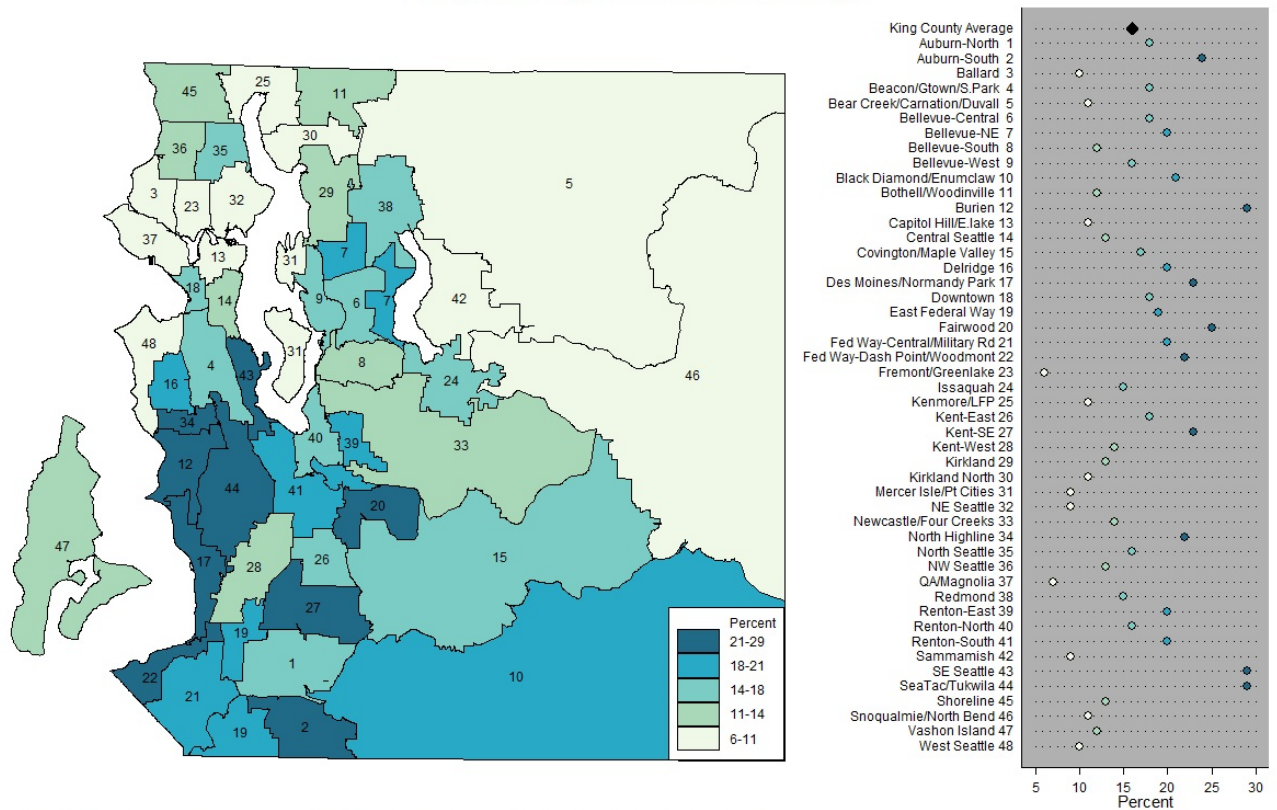 45
25
11
36
35
30
3
23
32
29
38
5
37
13
31
7
18
14
9
6
7
42
48
16
4
43
31
8
24
46
34
40
39
33
12
44
41
20
47
17
28
26
15
27
19
1
22
21
10
19
2
Percent
21-29
18-21
14-18
11-14
6-11
King County Average
Auburn-North 1
Auburn-South 2
Ballard 3
Beacon/Gtown/S.Park 4
Bear Creek/Carnation/Duvall 5
Bellevue-Central 6
Bellevue-NE 7
Bellevue-South 8
Bellevue-West 9
Black Diamond/Enumclaw 10
Bothell/Woodinville 11
Burien 12
Capitol Hill/E.lake 13
Central Seattle 14
Covington/Maple Valley 15
Delridge 16
Des Moines/Normandy Park 17
Downtown 18
East Federal Way 19
Fairwood 20
Fed Way-Central/Military Rd 21
Fed Way-Dash Point/Woodmont 22
Fremont/Greenlake 23
Issaquah 24
Kenmore/LFP 25
Kent-East 26
Kent-SE 27
Kent-West 28
Kirkland 29
Kirkland North 30
Mercer Isle/Pt Cities 31
NE Seattle 32
Newcastle/Four Creeks 33
North Highline 34
North Seattle 35
NW Seattle 36
QA/Magnolia 37
Redmond 38
Renton-East 39
Renton-North 40
Renton-South 41
Sammamish 42
SE Seattle 43
SeaTac/Tukwila 44
Shoreline 45
Snoqualmie/North Bend 46
Vashon Island 47
West Seattle 48
5 10 15 20 25 30
Percent